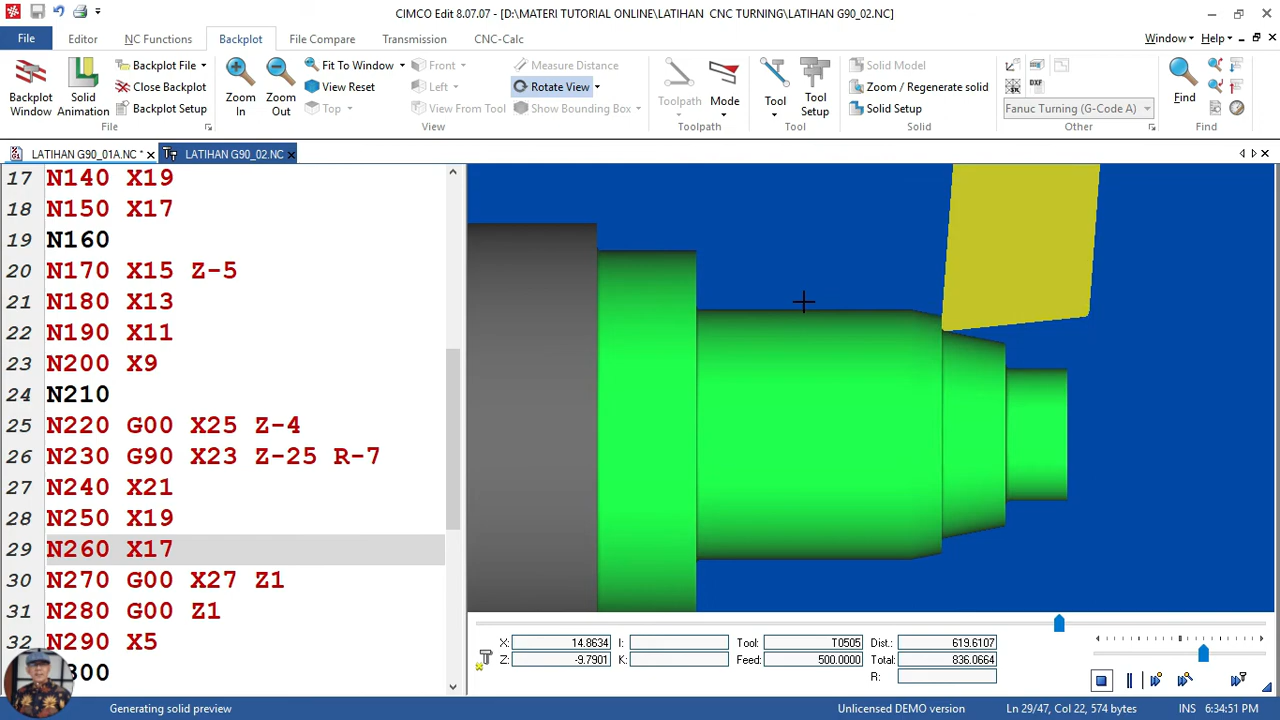 CIMCO Edit 8.07.07 - [D:\MATERI TUTORIAL ONLINE\LATIHAN CNC TURNING\LATIHAN G90_02.NC]
File Editor NC Functions Backplot File Compare Transmission CNC-Calc Window Help
Backplot Window
Solid Animation
Backplot File
Close Backplot
Backplot Setup
File
Zoom In
Zoom Out
Fit To Window
View Reset
Top
Front
Left
View From Tool
Measure Distance
Rotate View
Show Bounding Box
View
Toolpath
Mode
Toolpath
Tool
Tool Setup
Tool
Solid Model
Zoom / Regenerate solid
Solid Setup
Solid
DXF
Fanuc Turning (G-Code A)
Other
Find
Find
LATIHAN G90_01A.NC * LATIHAN G90_02.NC
17 N140 X19
18 N150 X17
19 N160
20 N170 X15 Z-5
21 N180 X13
22 N190 X11
23 N200 X9
24 N210
25 N220 G00 X25 Z-4
26 N230 G90 X23 Z-25 R-7
27 N240 X21
28 N250 X19
29 N260 X17
30 N270 G00 X27 Z1
31 N280 G00 Z1
32 N290 X5
300
X: 14.8634 I: Tool: T0505 Dist.: 619.6107
Z: -9.7901 K: Feed: 500.0000 Total: 836.0664
R:
Generating solid preview Unlicensed DEMO version Ln 29/47, Col 22, 574 bytes INS 6:34:51 PM